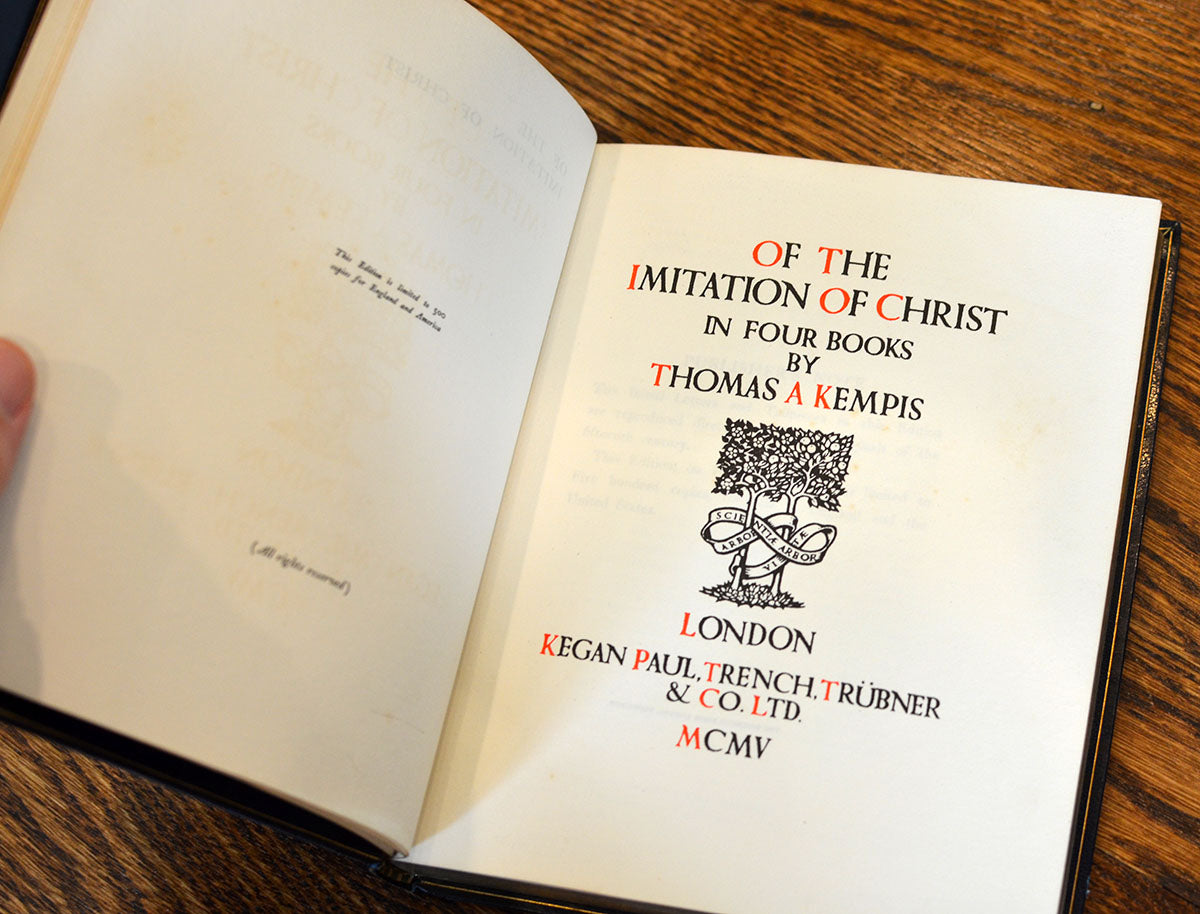 This Edition is limited to 500
copies for England and America
(All rights reserved)
OF THE
IMITATION OF CHRIST
IN FOUR BOOKS
BY
THOMAS A KEMPIS
SCIENTIÆ
ARBOR ARBOR
VI Æ
LONDON
KEGAN PAUL, TRENCH, TRÜBNER
& CO. LTD.
MCMV